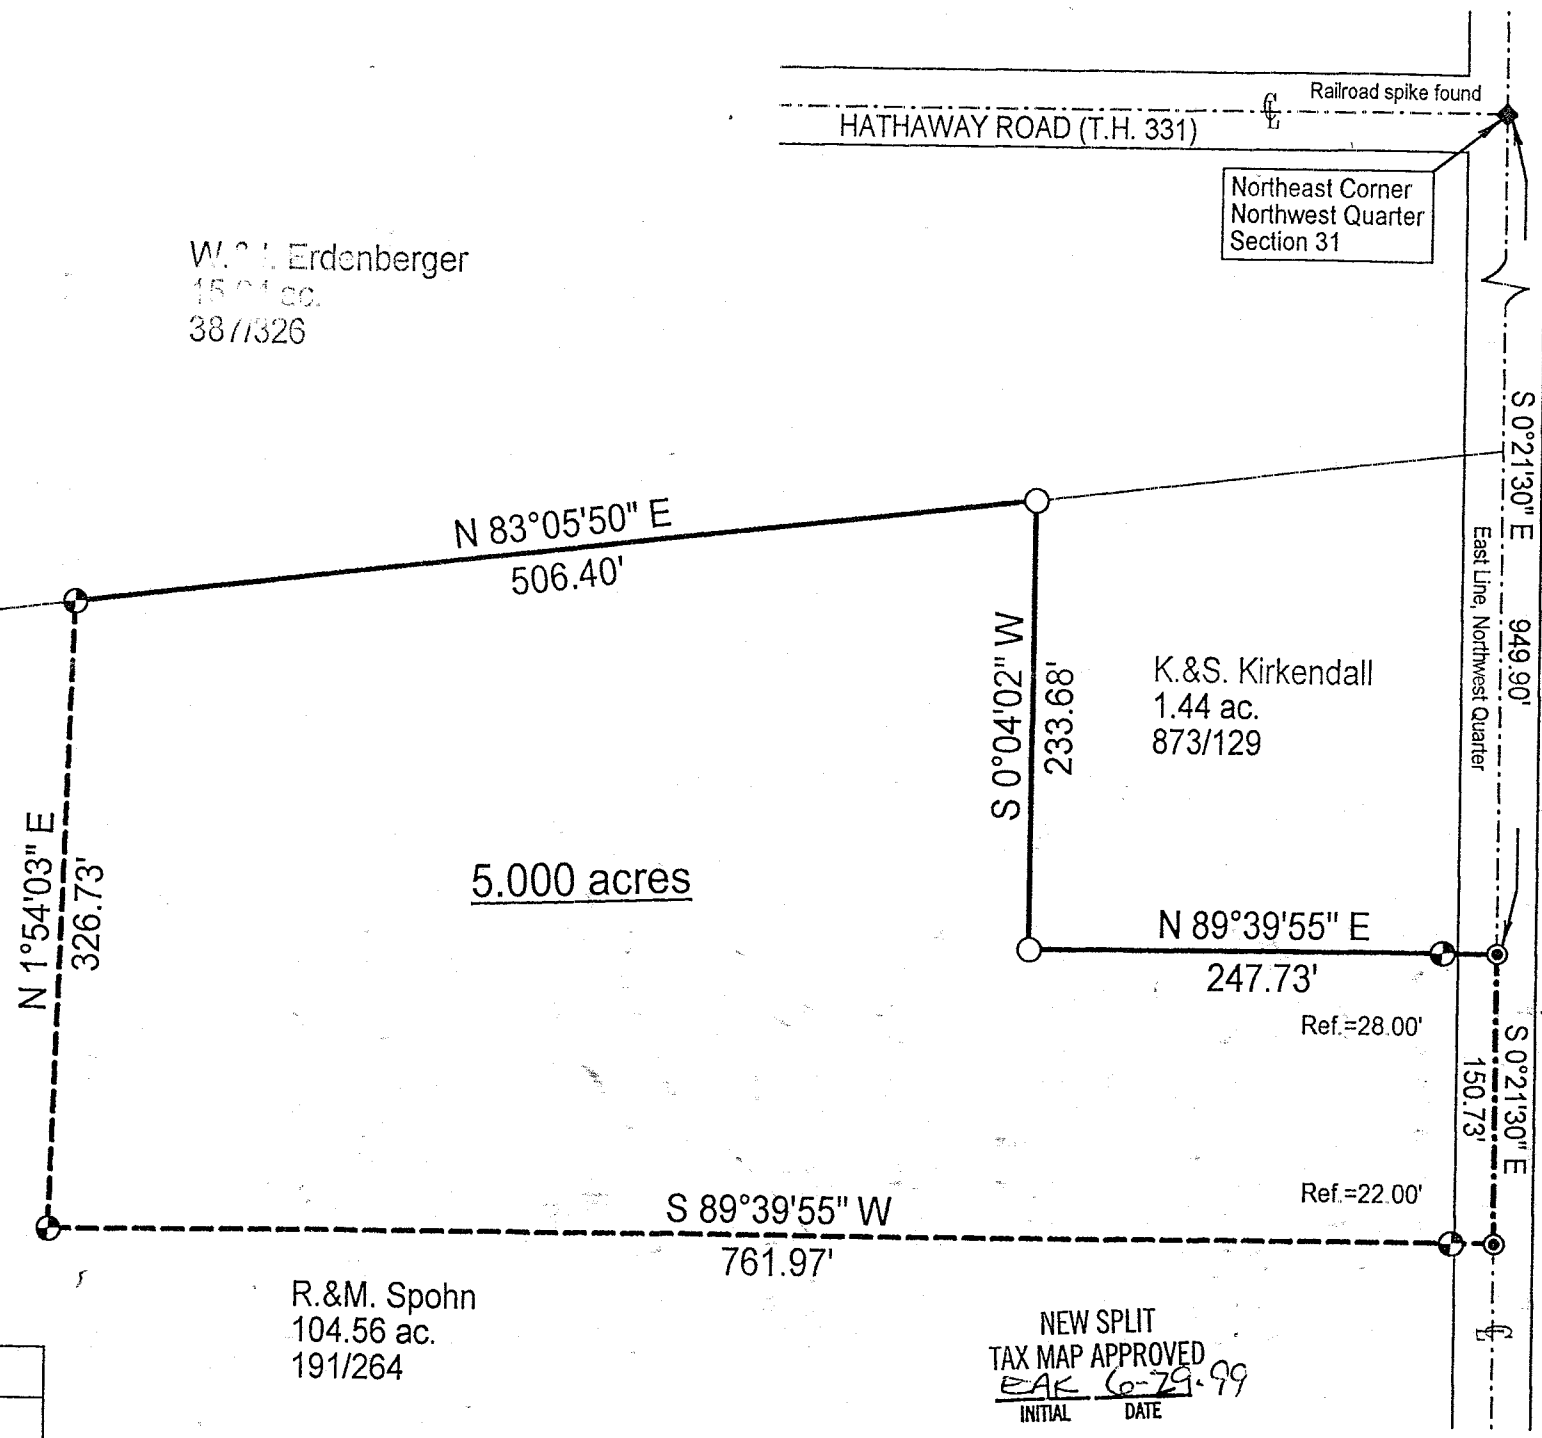 Railroad spike found
HATHAWAY ROAD (T.H. 331)
Northeast Corner
Northwest Quarter
Section 31
Erdenberger
387/326
S 0°21'30" E 949.90'
East Line, Northwest Quarter
N 83°05'50" E
506.40'
S 0°04'02" W
233.68'
K.&S. Kirkendall
1.44 ac.
873/129
N 1°54'03" E
326.73'
5.000 acres
N 89°39'55" E
247.73'
Ref.=28.00'
S 0°21'30" E
150.73'
Ref.=22.00'
S 89°39'55" W
761.97'
R.&M. Spohn
104.56 ac.
191/264
NEW SPLIT
TAX MAP APPROVED
EAK 6-29-99
INITIAL DATE